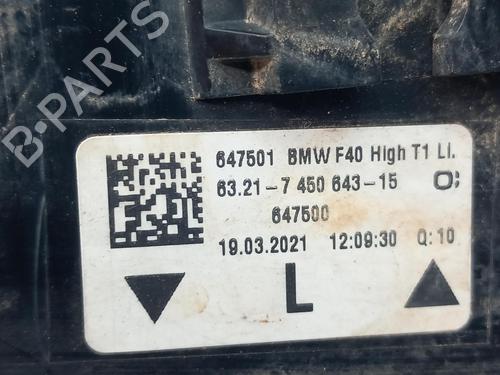 647501 BMW F40 High T1 LI.
63.21-7 450 643-15 O;
647500
19.03.2021 12:09:30 Q:10
L